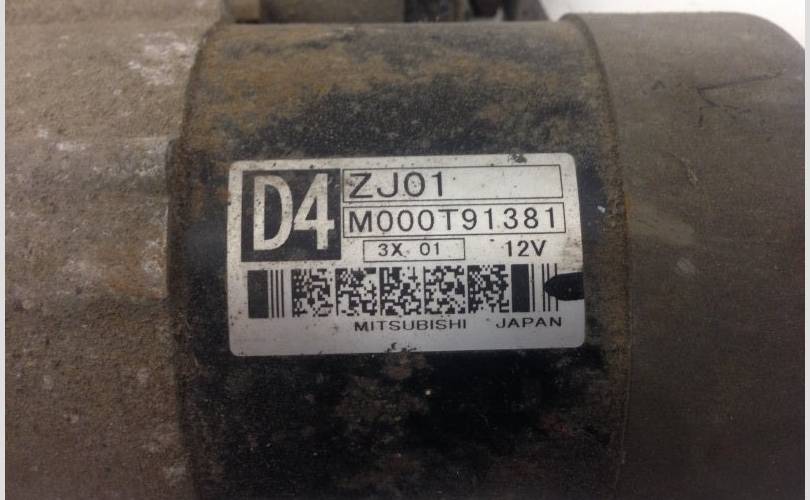 D4
ZJ01
M000T91381
3X 01
12V
MITSUBISHI JAPAN